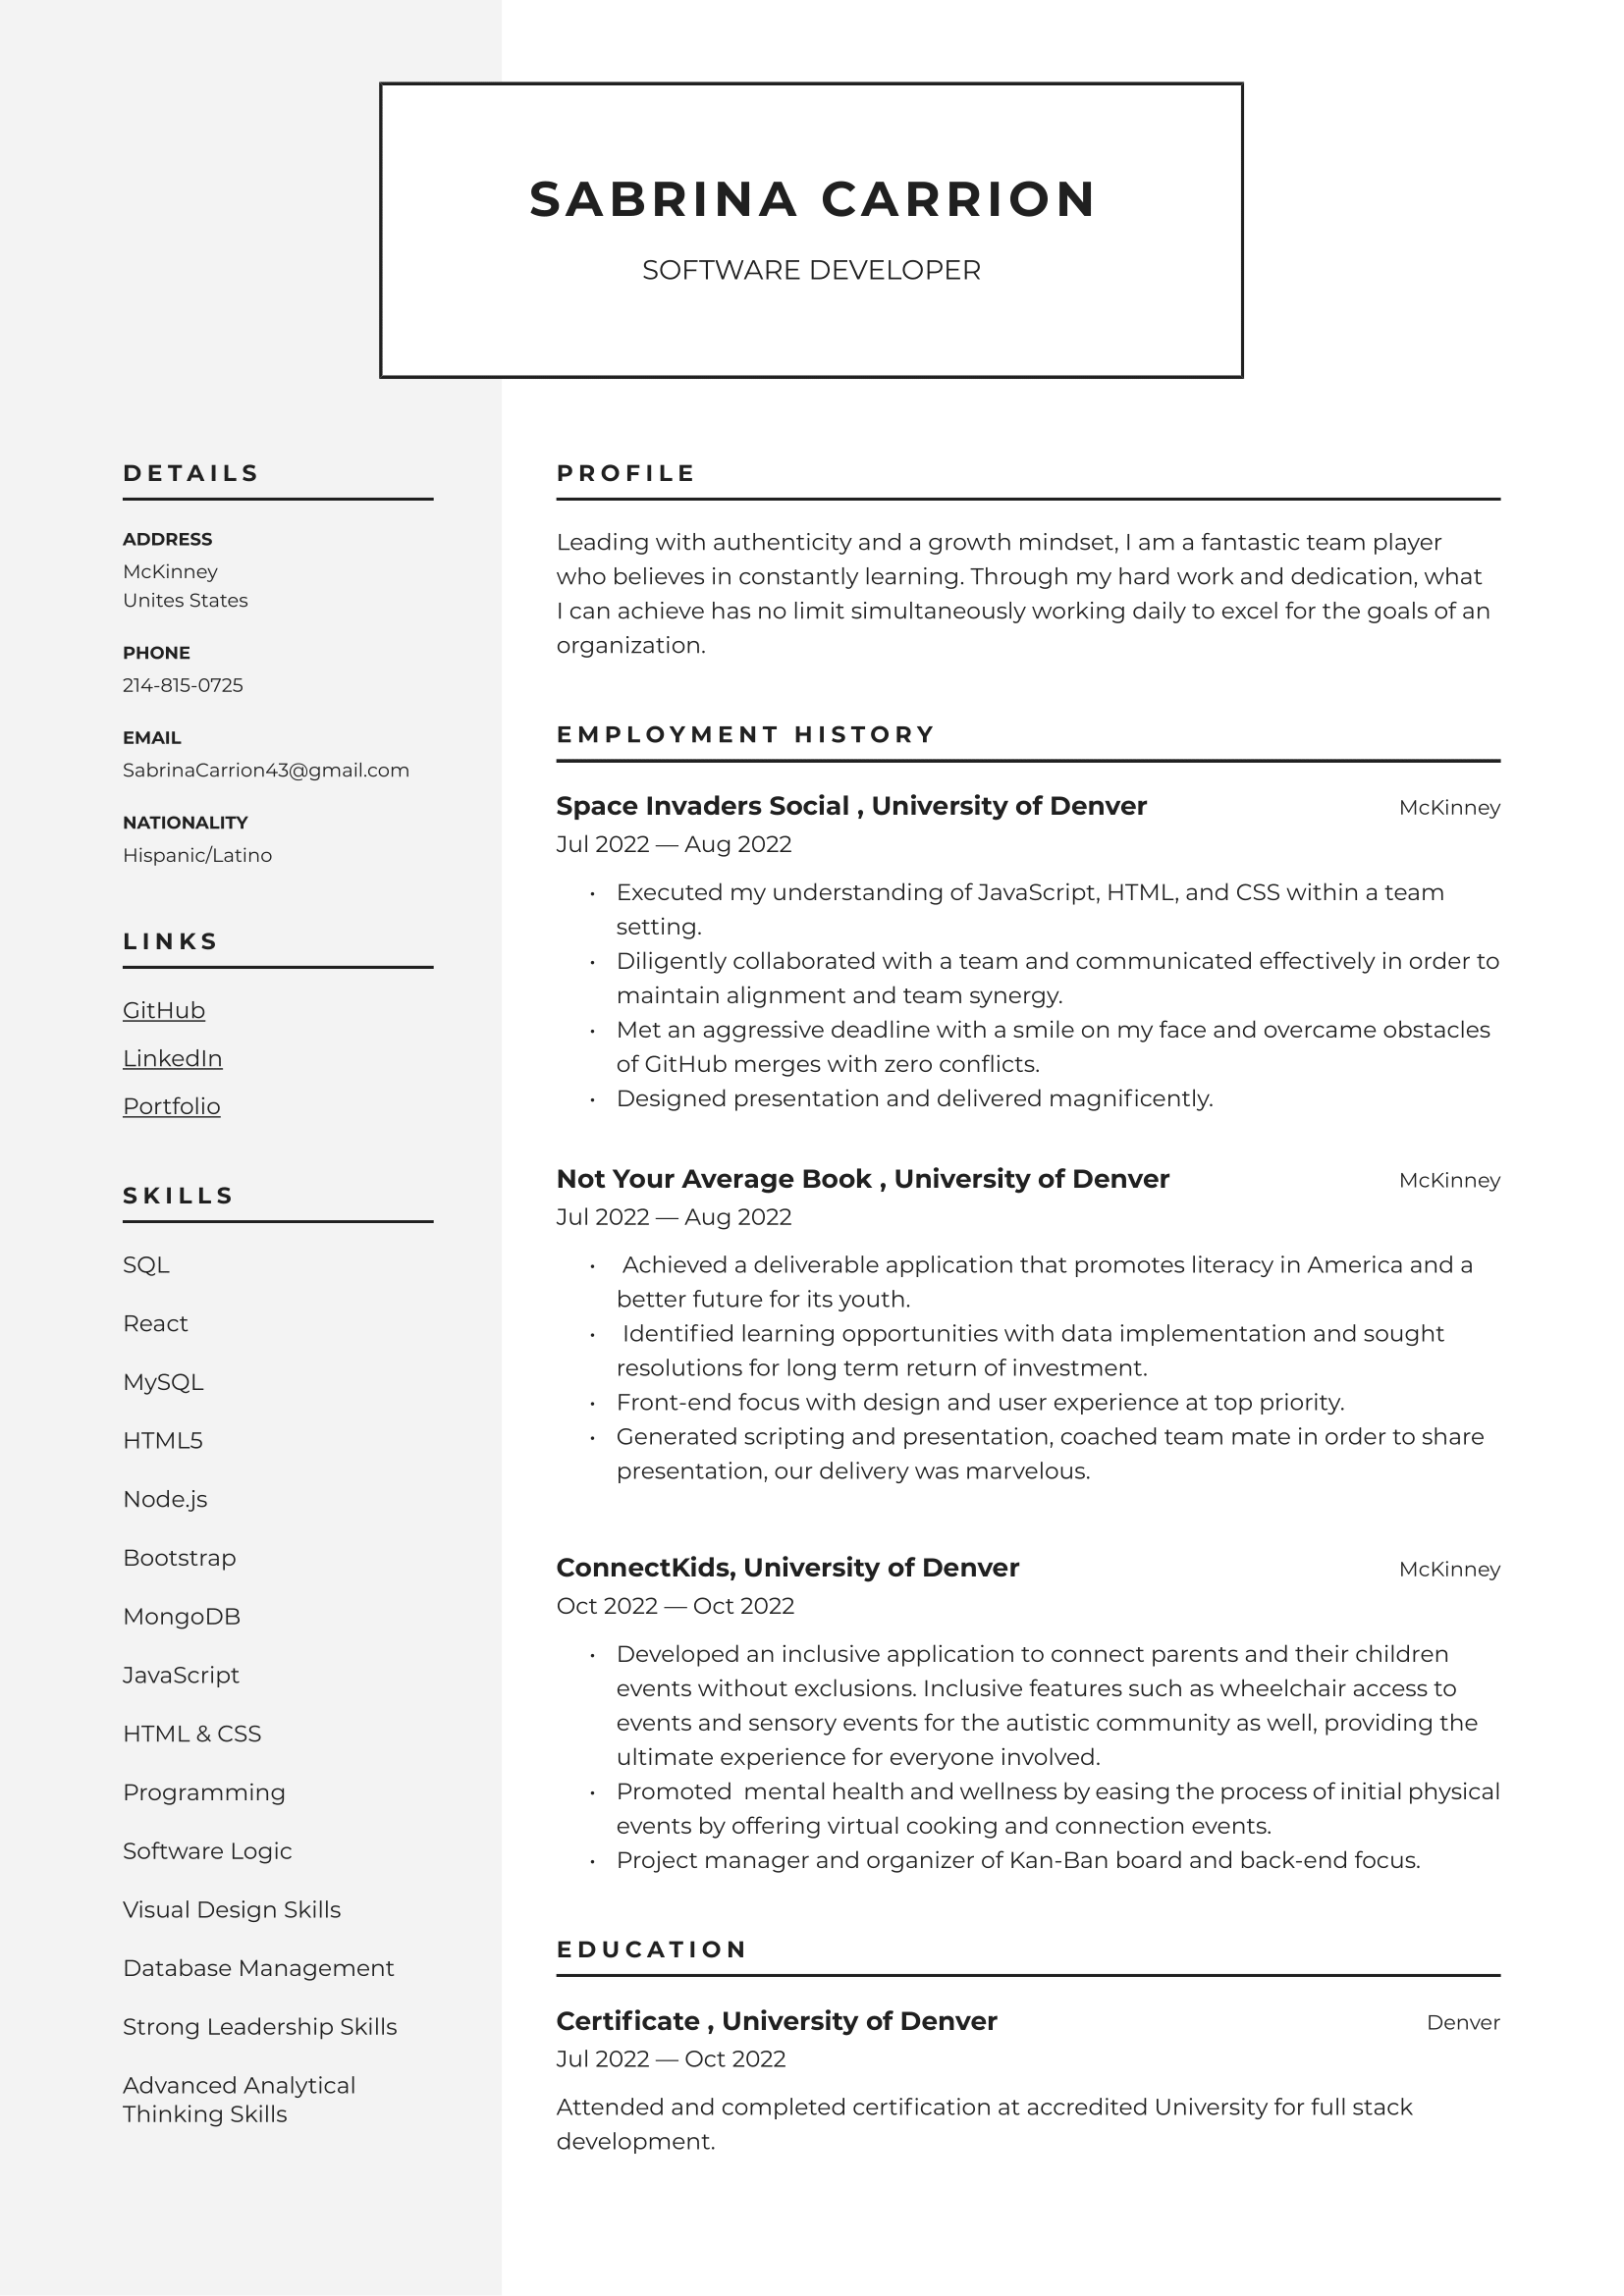 SABRINA CARRION
SOFTWARE DEVELOPER
DETAILS
ADDRESS
McKinney
Unites States
PHONE
214-815-0725
EMAIL
SabrinaCarrion43@gmail.com
NATIONALITY
Hispanic/Latino
LINKS
GitHub
LinkedIn
Portfolio
SKILLS
SQL
React
MySQL
HTML5
Node.js
Bootstrap
MongoDB
JavaScript
HTML & CSS
Programming
Software Logic
Visual Design Skills
Database Management
Strong Leadership Skills
Advanced Analytical
Thinking Skills
PROFILE
Leading with authenticity and a growth mindset, I am a fantastic team player
who believes in constantly learning. Through my hard work and dedication, what
I can achieve has no limit simultaneously working daily to excel for the goals of an
organization.
EMPLOYMENT HISTORY
Space Invaders Social , University of Denver McKinney
Jul 2022 — Aug 2022
• Executed my understanding of JavaScript, HTML, and CSS within a team
setting.
• Diligently collaborated with a team and communicated effectively in order to
maintain alignment and team synergy.
• Met an aggressive deadline with a smile on my face and overcame obstacles
of GitHub merges with zero conflicts.
• Designed presentation and delivered magnificently.
Not Your Average Book , University of Denver McKinney
Jul 2022 — Aug 2022
• Achieved a deliverable application that promotes literacy in America and a
better future for its youth.
• Identified learning opportunities with data implementation and sought
resolutions for long term return of investment.
• Front-end focus with design and user experience at top priority.
• Generated scripting and presentation, coached team mate in order to share
presentation, our delivery was marvelous.
ConnectKids, University of Denver McKinney
Oct 2022 — Oct 2022
• Developed an inclusive application to connect parents and their children
events without exclusions. Inclusive features such as wheelchair access to
events and sensory events for the autistic community as well, providing the
ultimate experience for everyone involved.
• Promoted  mental health and wellness by easing the process of initial physical
events by offering virtual cooking and connection events.
• Project manager and organizer of Kan-Ban board and back-end focus.
EDUCATION
Certificate , University of Denver Denver
Jul 2022 — Oct 2022
Attended and completed certification at accredited University for full stack
development.